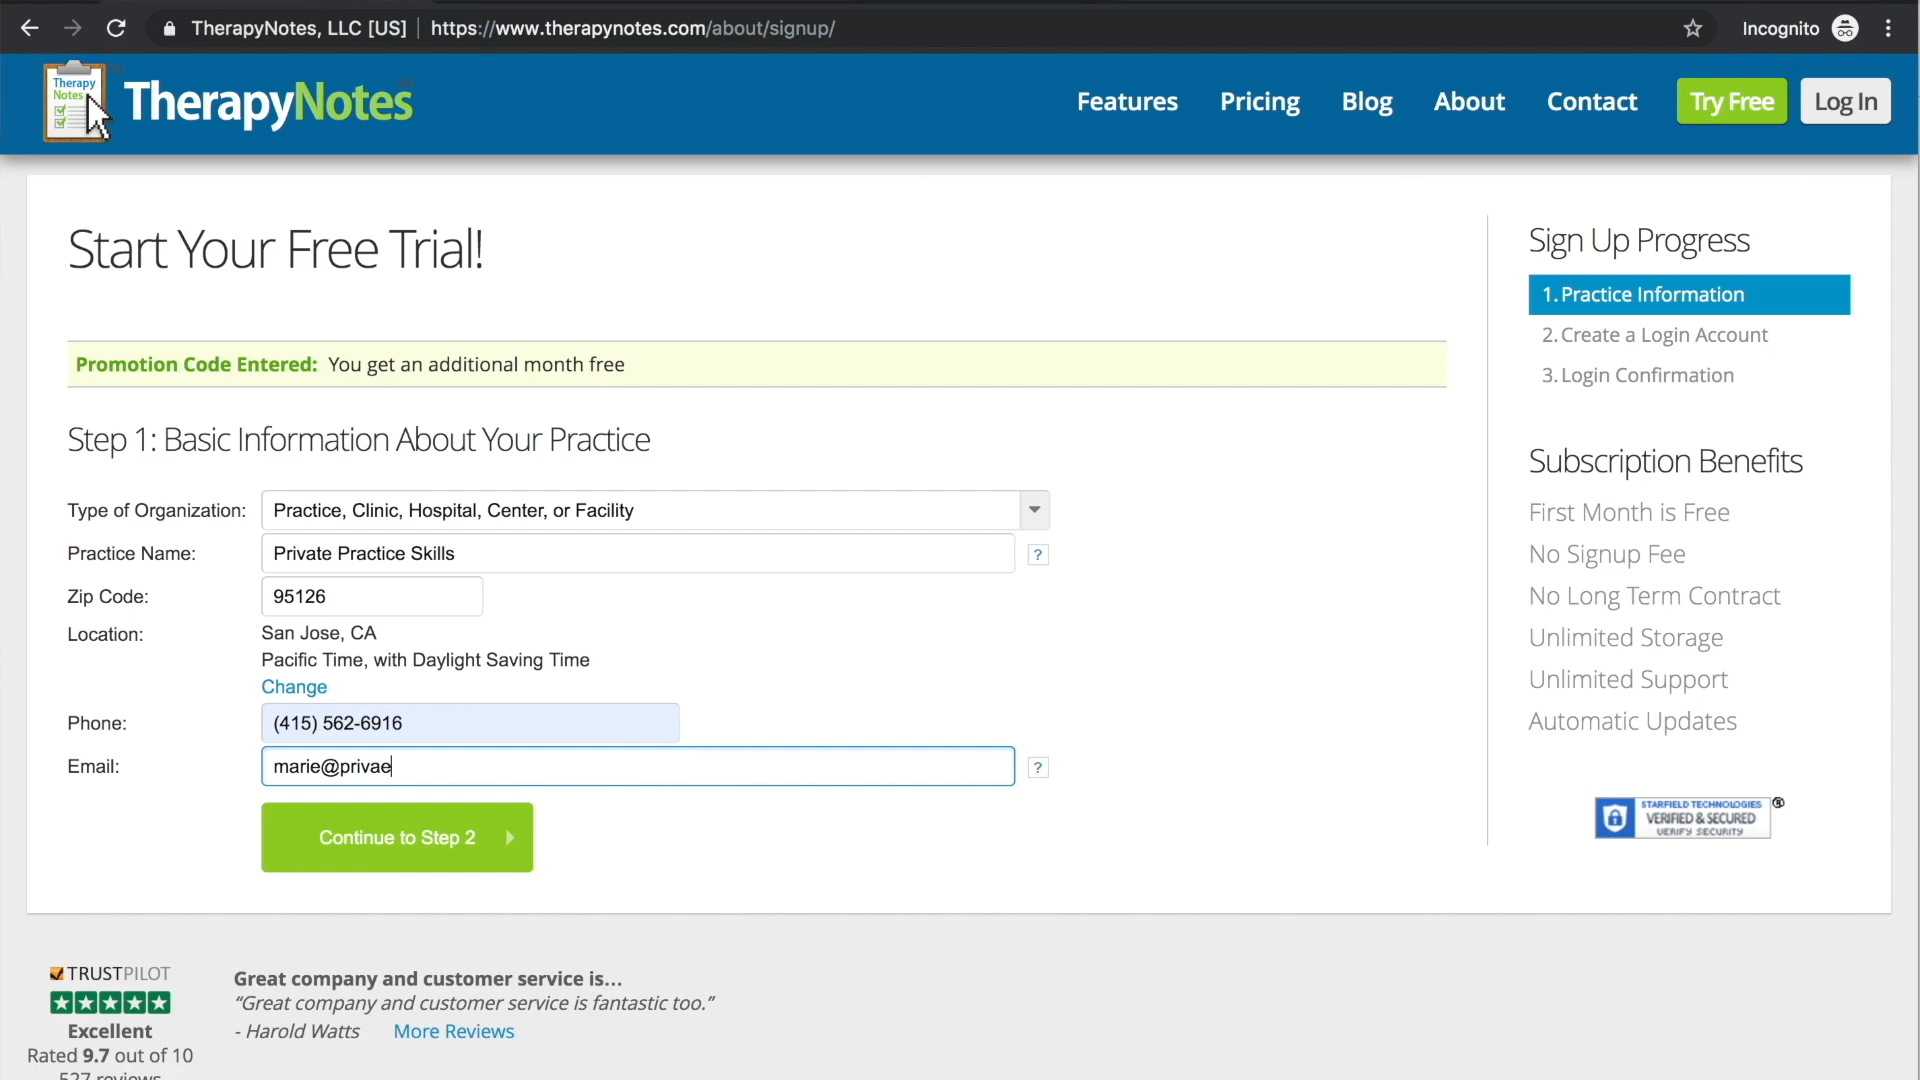 TherapyNotes, LLC [US] https://www.therapynotes.com/about/signup/
Incognito
Therapy
Notes
TherapyNotes
Features Pricing Blog About Contact Try Free Log In
Start Your Free Trial!
Promotion Code Entered: You get an additional month free
Step 1: Basic Information About Your Practice
Type of Organization: Practice, Clinic, Hospital, Center, or Facility
Practice Name: Private Practice Skills ?
Zip Code: 95126
Location: San Jose, CA
Pacific Time, with Daylight Saving Time
Change
Phone: (415) 562-6916
Email: marie@privae ?
Continue to Step 2
Sign Up Progress
1. Practice Information
2. Create a Login Account
3. Login Confirmation
Subscription Benefits
First Month is Free
No Signup Fee
No Long Term Contract
Unlimited Storage
Unlimited Support
Automatic Updates
STARFIELD TECHNOLOGIES ®
VERIFIED & SECURED
VERIFY SECURITY
TRUSTPILOT
Excellent
Rated 9.7 out of 10
527 reviews
Great company and customer service is...
“Great company and customer service is fantastic too.”
- Harold Watts More Reviews